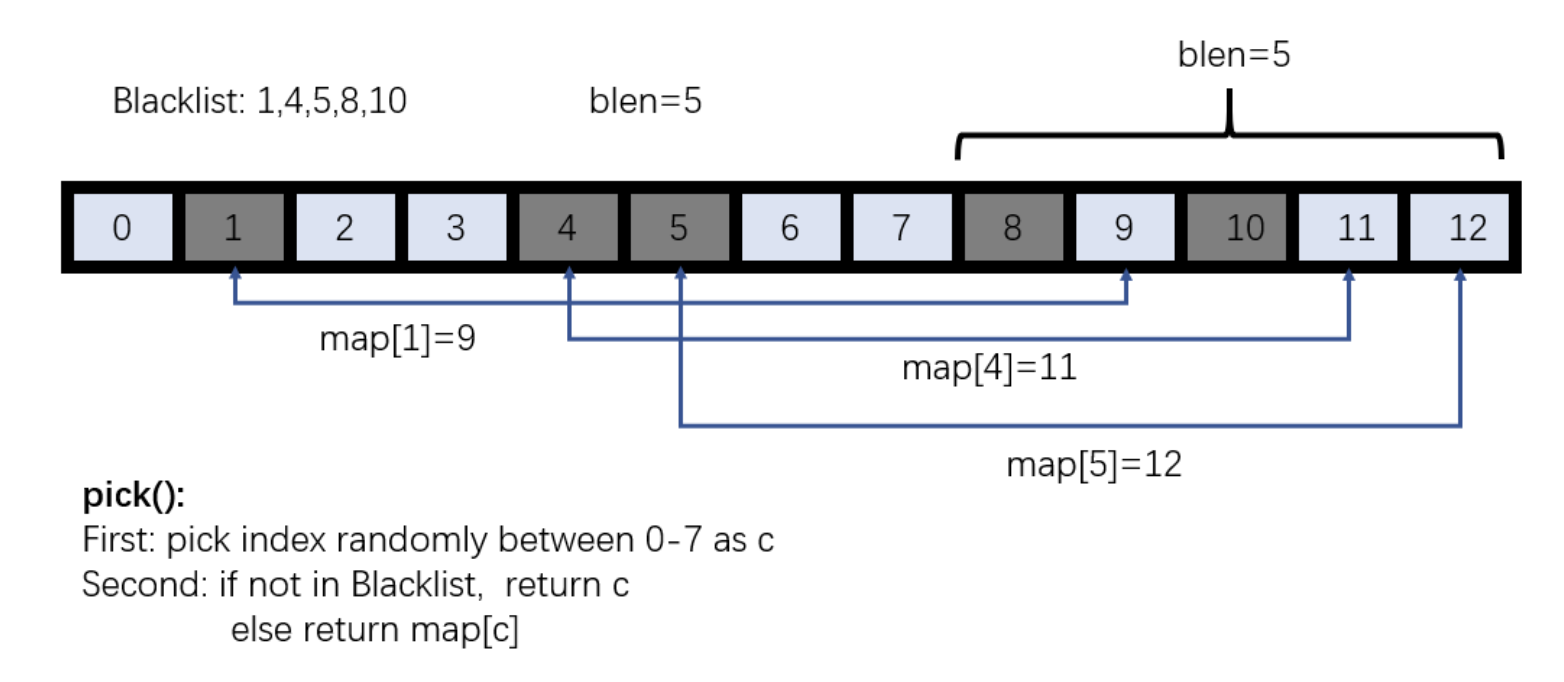 blen=5
Blacklist: 1,4,5,8,10 blen=5
0 1 2 3 4 5 6 7 8 9 10 11 12
map[1]=9
map[4]=11
map[5]=12
pick():
First: pick index randomly between 0-7 as c
Second: if not in Blacklist, return c
else return map[c]